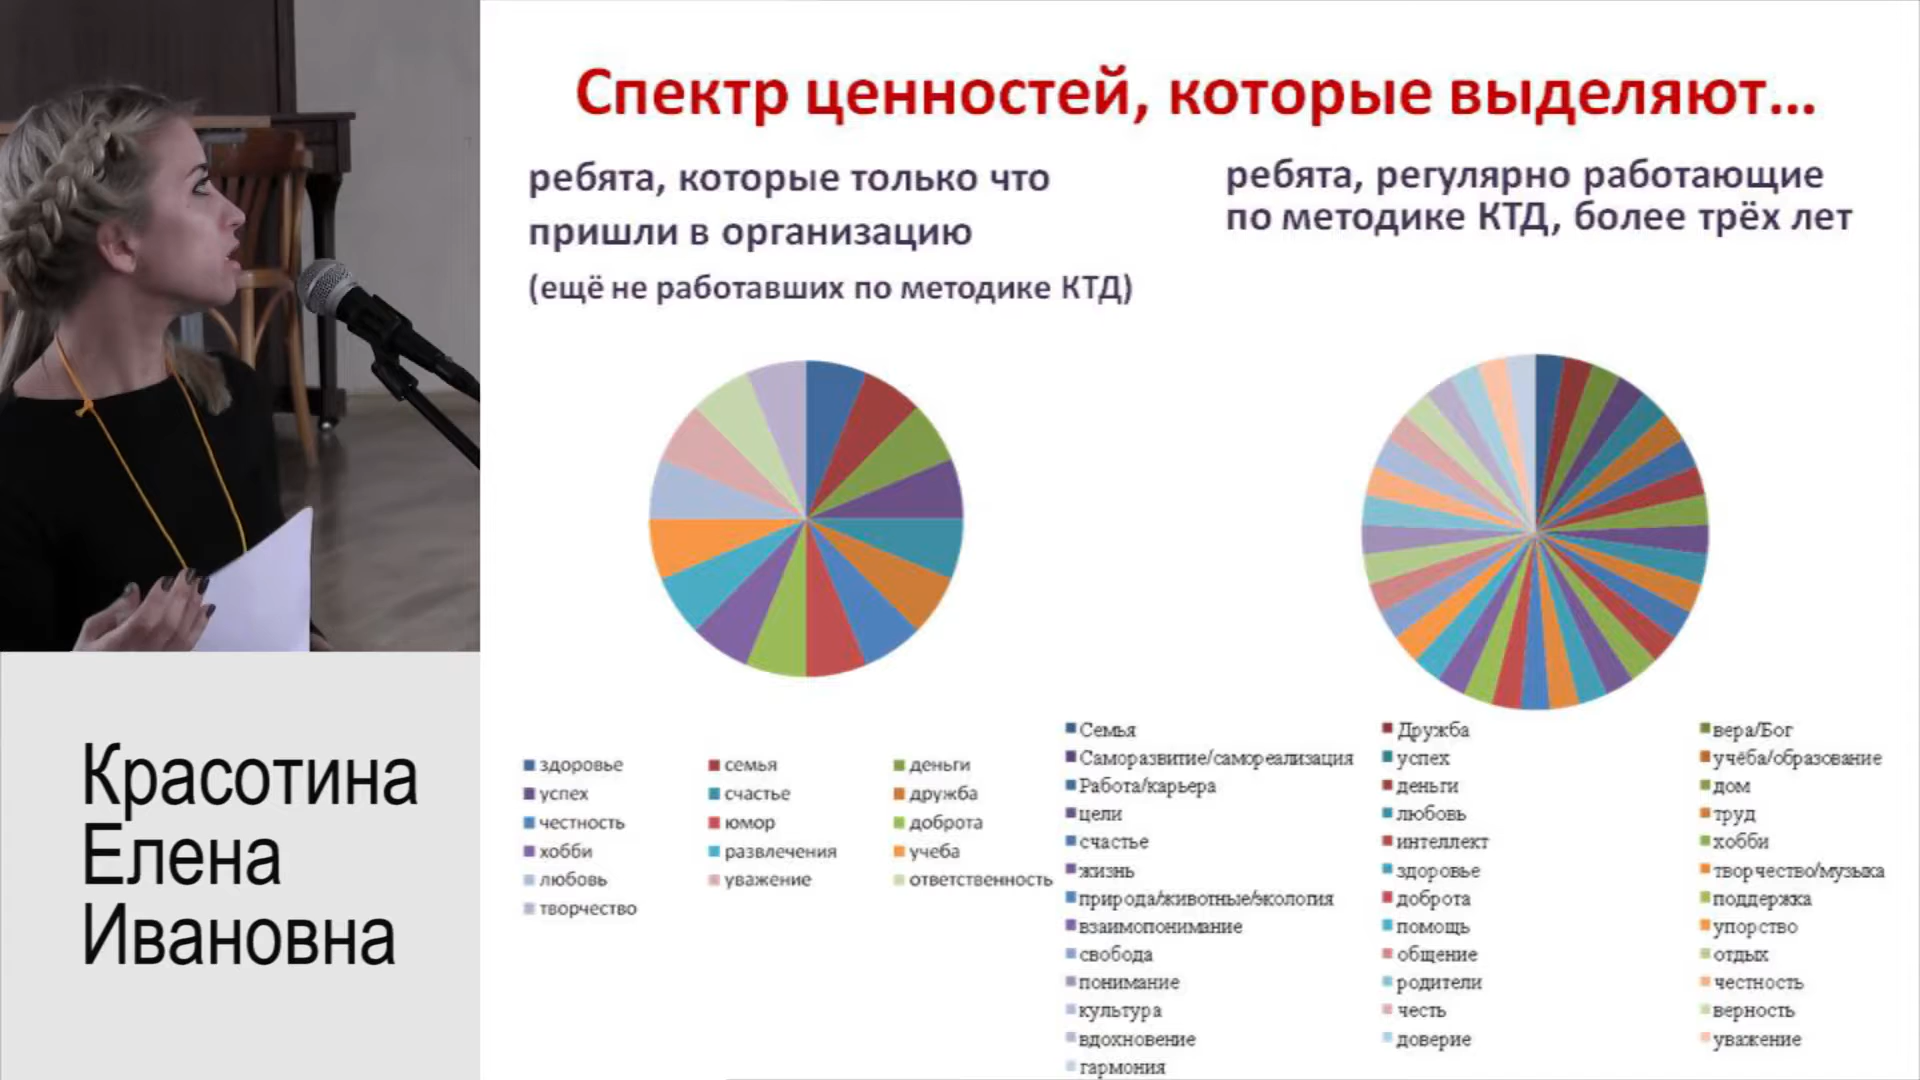 Спектр ценностей, которые выделяют...
ребята, которые только что
пришли в организацию
(ещё не работавших по методике КТД)
ребята, регулярно работающие
по методике КТД, более трёх лет
здоровье семья деньги
успех счастье дружба
честность юмор доброта
хобби развлечения учеба
любовь уважение ответственность
творчество
Семья Дружба вера/Бог
Саморазвитие/самореализация успех учёба/образование
Работа/карьера деньги дом
цели любовь труд
счастье интеллект хобби
жизнь здоровье творчество/музыка
природа/животные/экология доброта поддержка
взаимопонимание помощь упорство
свобода общение отдых
понимание родители честность
культура честь верность
вдохновение доверие уважение
гармония
Красотина
Елена
Ивановна